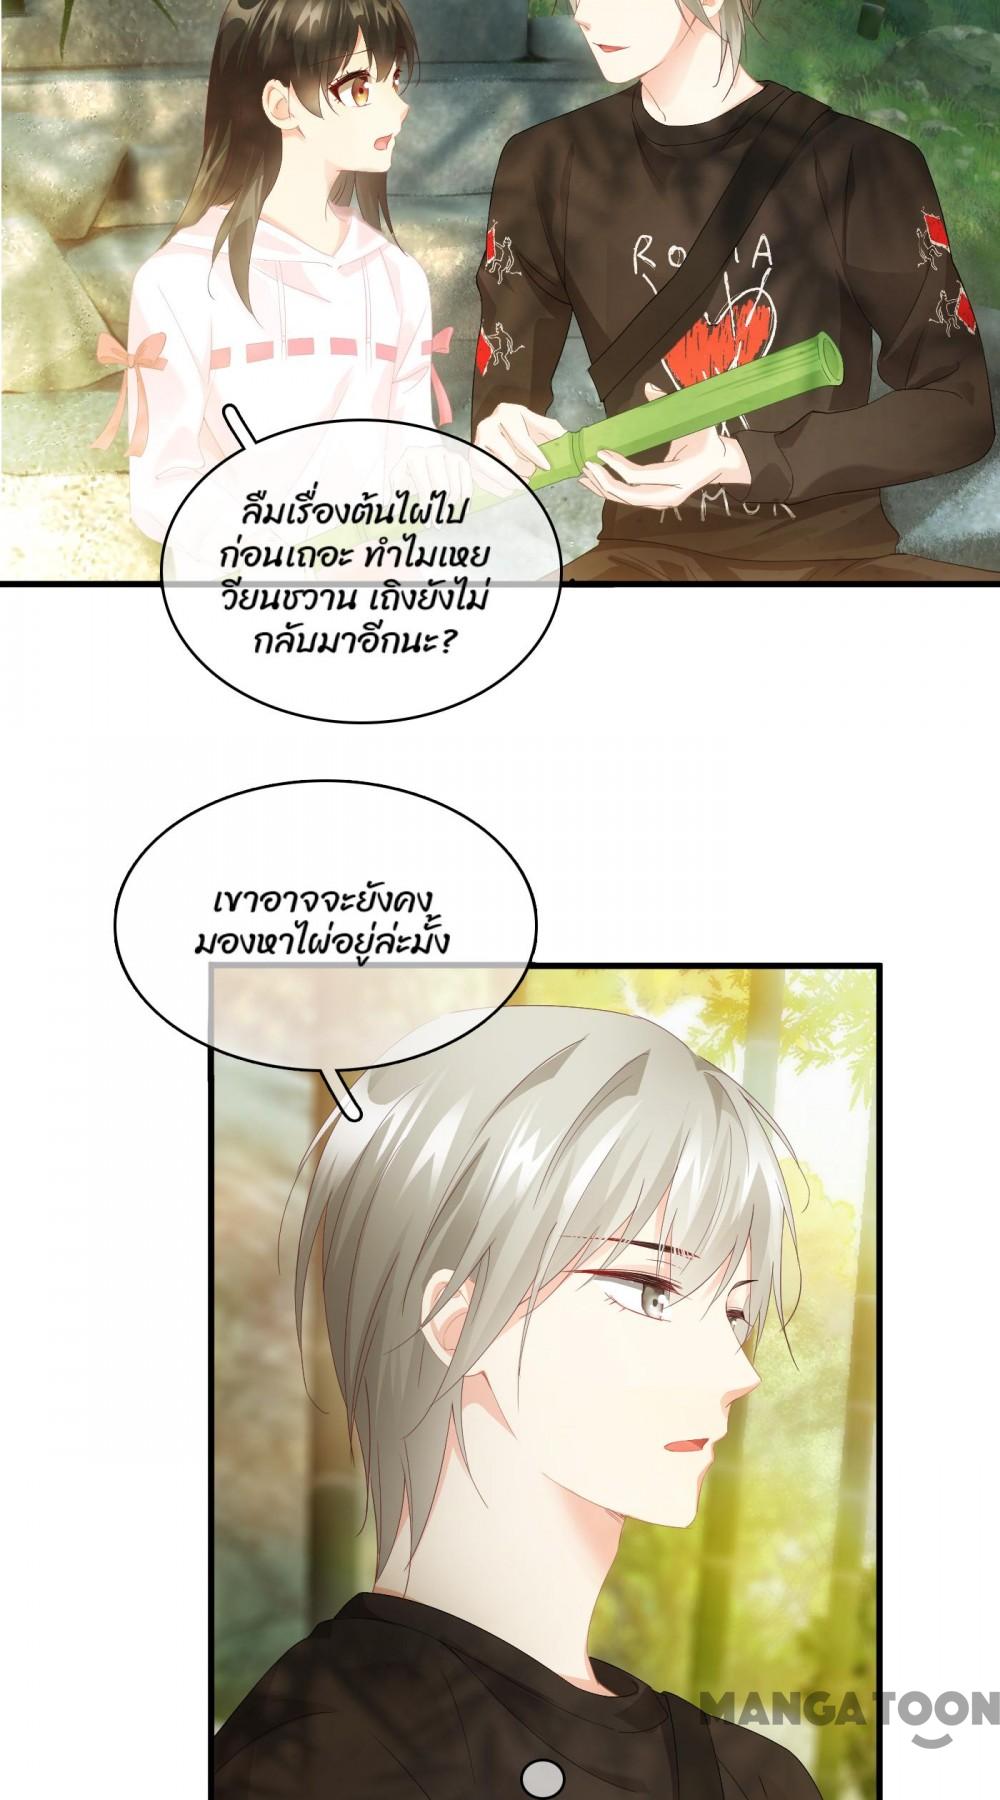 ROMA
AMOR
ลืมเรื่องต้นไผ่ไป
ก่อนเถอะ ทำไมเหย
วียนชวาน เถิงยังไม่
กลับมาอีกนะ?
เขาอาจจะยังคง
มองหาไผ่อยู่ล่ะมั้ง
MANGATOON